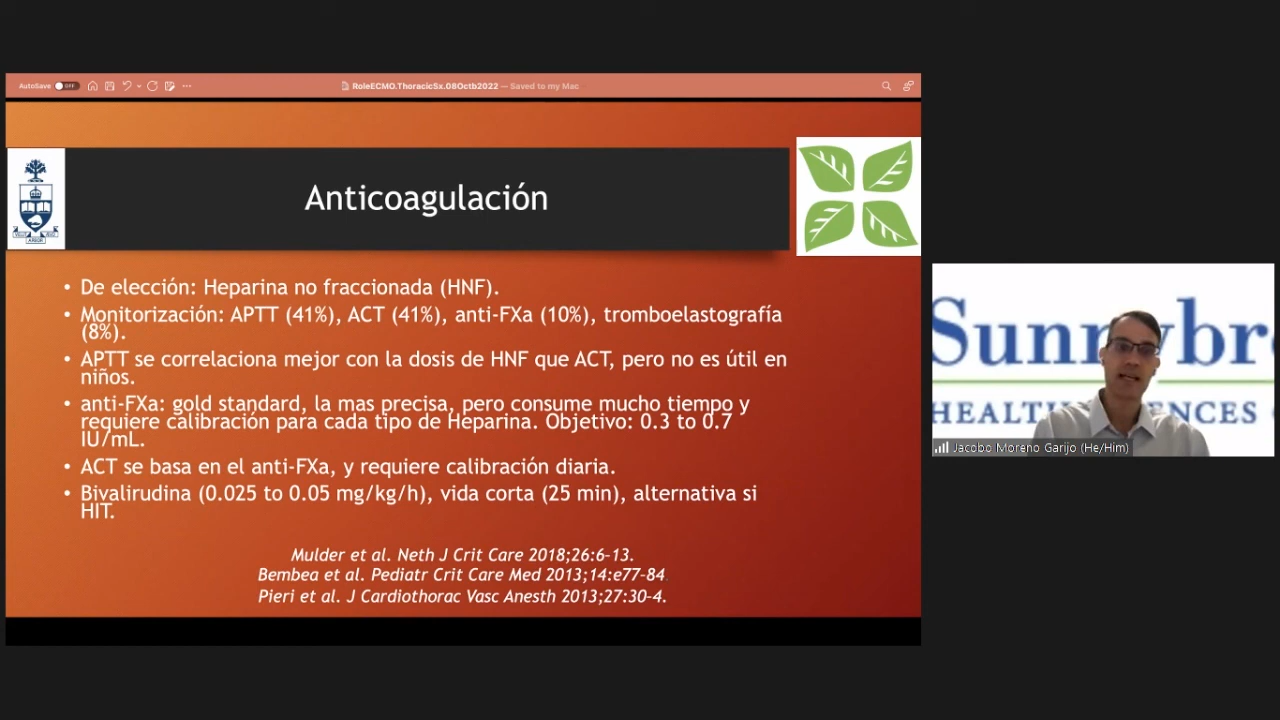 AutoSave OFF
RoleECMO.ThoracicSx.08Octb2022 — Saved to my Mac
Anticoagulación
• De elección: Heparina no fraccionada (HNF).
• Monitorización: APTT (41%), ACT (41%), anti-FXa (10%), tromboelastografía
(8%).
• APTT se correlaciona mejor con la dosis de HNF que ACT, pero no es útil en
niños.
• anti-FXa: gold standard, la mas precisa, pero consume mucho tiempo y
requiere calibración para cada tipo de Heparina. Objetivo: 0.3 to 0.7
IU/mL.
• ACT se basa en el anti-FXa, y requiere calibración diaria.
• Bivalirudina (0.025 to 0.05 mg/kg/h), vida corta (25 min), alternativa si
HIT.
Mulder et al. Neth J Crit Care 2018;26:6–13.
Bembea et al. Pediatr Crit Care Med 2013;14:e77–84.
Pieri et al. J Cardiothorac Vasc Anesth 2013;27:30–4.
Sunnybr
HEALTH
Jacobo Moreno Garijo (He/Him)